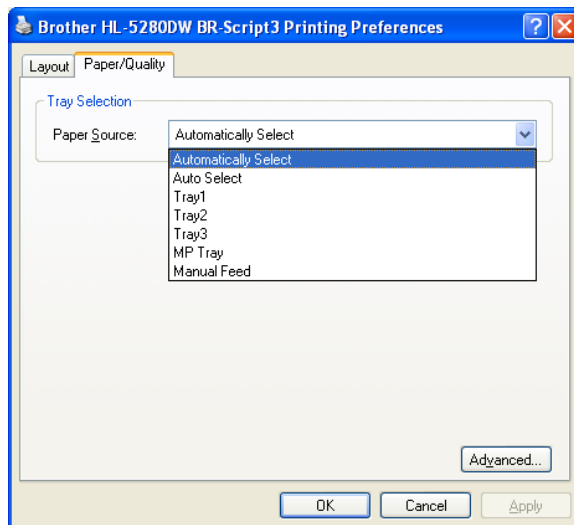 Brother HL-5280DW BR-Script3 Printing Preferences
Layout Paper/Quality
Tray Selection
Paper Source: Automatically Select
Automatically Select
Auto Select
Tray1
Tray2
Tray3
MP Tray
Manual Feed
Advanced...
OK Cancel Apply